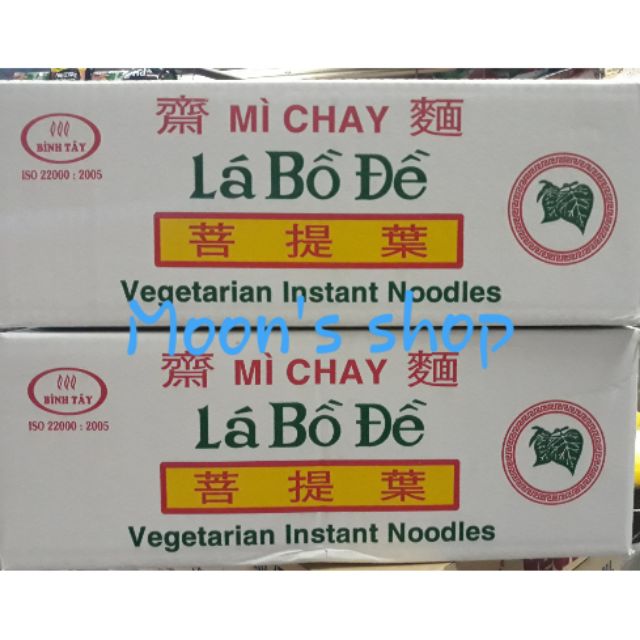 齋 MÌ CHAY 麵
BÌNH TÂY
ISO 22000 : 2005
Lá Bồ Đề
菩 提 葉
Vegetarian Instant Noodles
Moon's shop
齋 MÌ CHAY 麵
BÌNH TÂY
ISO 22000 : 2005
Lá Bồ Đề
菩 提 葉
Vegetarian Instant Noodles